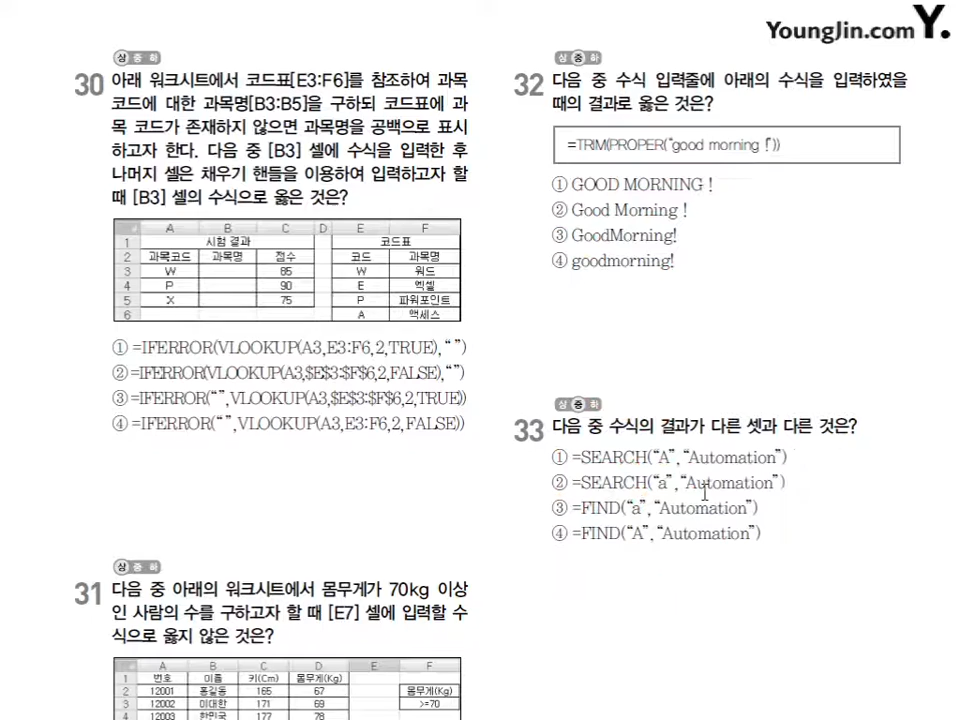 YoungJin.com Y.
상 중 하
30 아래 워크시트에서 코드표[E3:F6]를 참조하여 과목
코드에 대한 과목명[B3:B5]을 구하되 코드표에 과
목 코드가 존재하지 않으면 과목명을 공백으로 표시
하고자 한다. 다음 중 [B3] 셀에 수식을 입력한 후
나머지 셀은 채우기 핸들을 이용하여 입력하고자 할
때 [B3] 셀의 수식으로 옳은 것은?
A B C D E F
1 시험 결과 코드표
2 과목코드 과목명 점수 코드 과목명
3 W 85 W 워드
4 P 90 E 엑셀
5 X 75 P 파워포인트
6 A 액세스
① =IFERROR(VLOOKUP(A3,E3:F6,2,TRUE),“ ”)
② =IFERROR(VLOOKUP(A3,$E$3:$F$6,2,FALSE),“”)
③ =IFERROR(“”,VLOOKUP(A3,$E$3:$F$6,2,TRUE))
④ =IFERROR(“”,VLOOKUP(A3,E3:F6,2,FALSE))
상 중 하
31 다음 중 아래의 워크시트에서 몸무게가 70kg 이상
인 사람의 수를 구하고자 할 때 [E7] 셀에 입력할 수
식으로 옳지 않은 것은?
A B C D E F
1 번호 이름 키(Cm) 몸무게(Kg)
2 12001 홍길동 165 67 몸무게(Kg)
3 12002 이대한 171 69 >=70
4 12003 한민국 177 78
상 중 하
32 다음 중 수식 입력줄에 아래의 수식을 입력하였을
때의 결과로 옳은 것은?
=TRIM(PROPER(“good morning !”))
① GOOD MORNING !
② Good Morning !
③ GoodMorning!
④ goodmorning!
상 중 하
33 다음 중 수식의 결과가 다른 셋과 다른 것은?
① =SEARCH(“A”,“Automation”)
② =SEARCH(“a”,“Automation”)
③ =FIND(“a”,“Automation”)
④ =FIND(“A”,“Automation”)